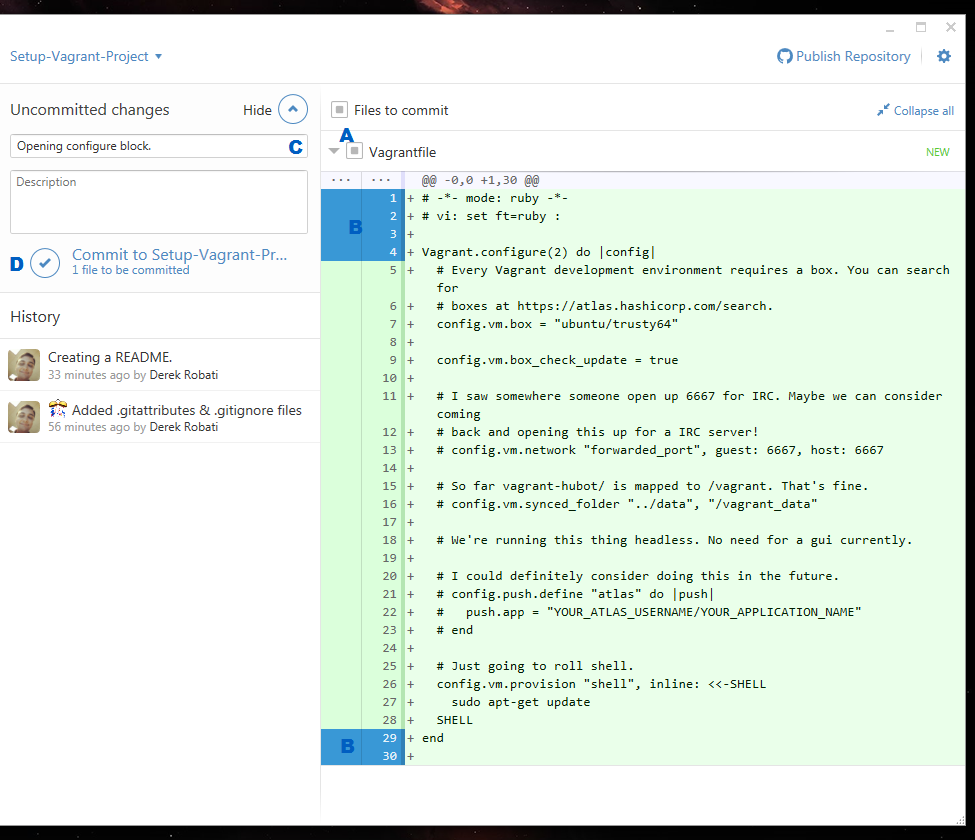 Setup-Vagrant-Project
Publish Repository
Uncommitted changes
Hide
Opening configure block.
C
Description
D
Commit to Setup-Vagrant-Pr...
1 file to be committed
History
Creating a README.
33 minutes ago by Derek Robati
Added .gitattributes & .gitignore files
56 minutes ago by Derek Robati
Files to commit
Collapse all
A
Vagrantfile
NEW
... ... @@ -0,0 +1,30 @@
1 + # -*- mode: ruby -*-
B
2 + # vi: set ft=ruby :
3 +
4 + Vagrant.configure(2) do |config|
5 + # Every Vagrant development environment requires a box. You can search
for
6 + # boxes at https://atlas.hashicorp.com/search.
7 + config.vm.box = "ubuntu/trusty64"
8 +
9 + config.vm.box_check_update = true
10 +
11 + # I saw somewhere someone open up 6667 for IRC. Maybe we can consider
coming
12 + # back and opening this up for a IRC server!
13 + # config.vm.network "forwarded_port", guest: 6667, host: 6667
14 +
15 + # So far vagrant-hubot/ is mapped to /vagrant. That's fine.
16 + # config.vm.synced_folder "../data", "/vagrant_data"
17 +
18 + # We're running this thing headless. No need for a gui currently.
19 +
20 + # I could definitely consider doing this in the future.
21 + # config.push.define "atlas" do |push|
22 + #   push.app = "YOUR_ATLAS_USERNAME/YOUR_APPLICATION_NAME"
23 + # end
24 +
25 + # Just going to roll shell.
26 + config.vm.provision "shell", inline: <<-SHELL
27 + sudo apt-get update
28 + SHELL
29 + end
B
30 +